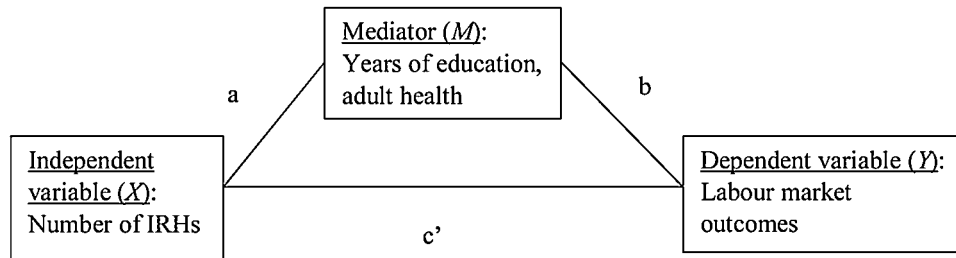 Mediator (M):
Years of education,
adult health
a
b
Independent
variable (X):
Number of IRHs
Dependent variable (Y):
Labour market
outcomes
c’